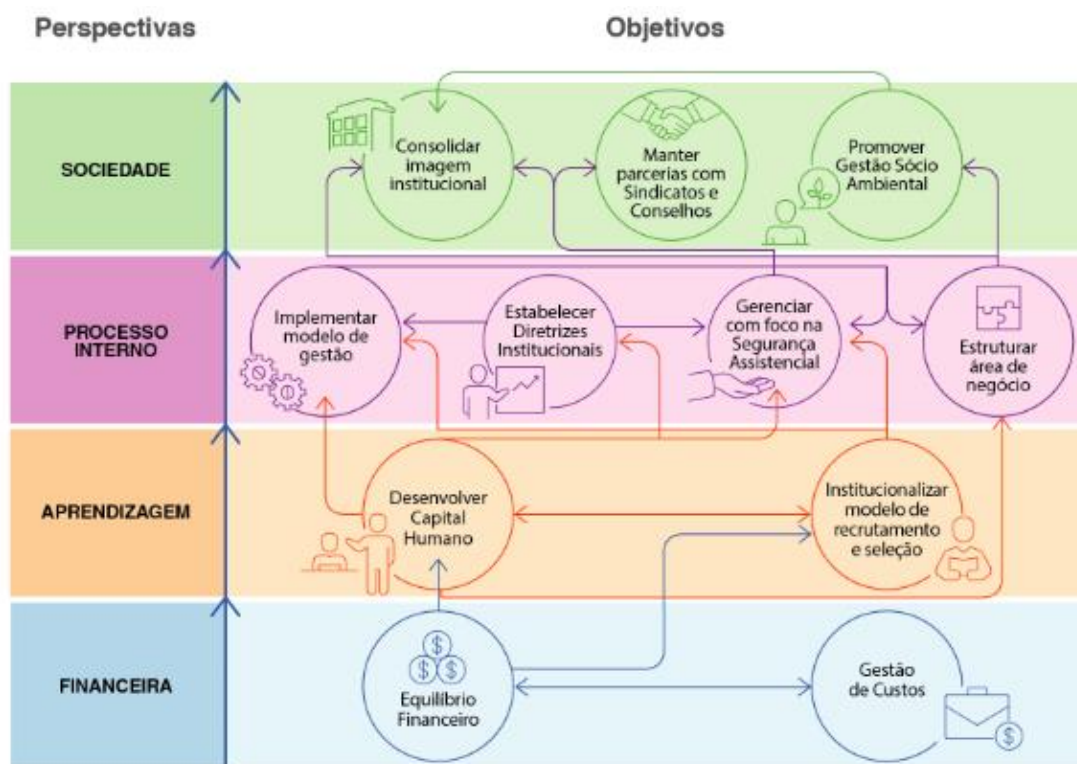 Perspectivas
Objetivos
SOCIEDADE
Consolidar
imagem
institucional
Manter
parcerias com
Sindicatos e
Conselhos
Promover
Gestão Sócio
Ambiental
PROCESSO
INTERNO
Implementar
modelo de
gestão
Estabelecer
Diretrizes
Institucionais
Gerenciar
com foco na
Segurança
Assistencial
Estruturar
área de
negócio
APRENDIZAGEM
Desenvolver
Capital
Humano
Institucionalizar
modelo de
recrutamento
e seleção
FINANCEIRA
$
$ $
Equilíbrio
Financeiro
Gestão
de Custos
$